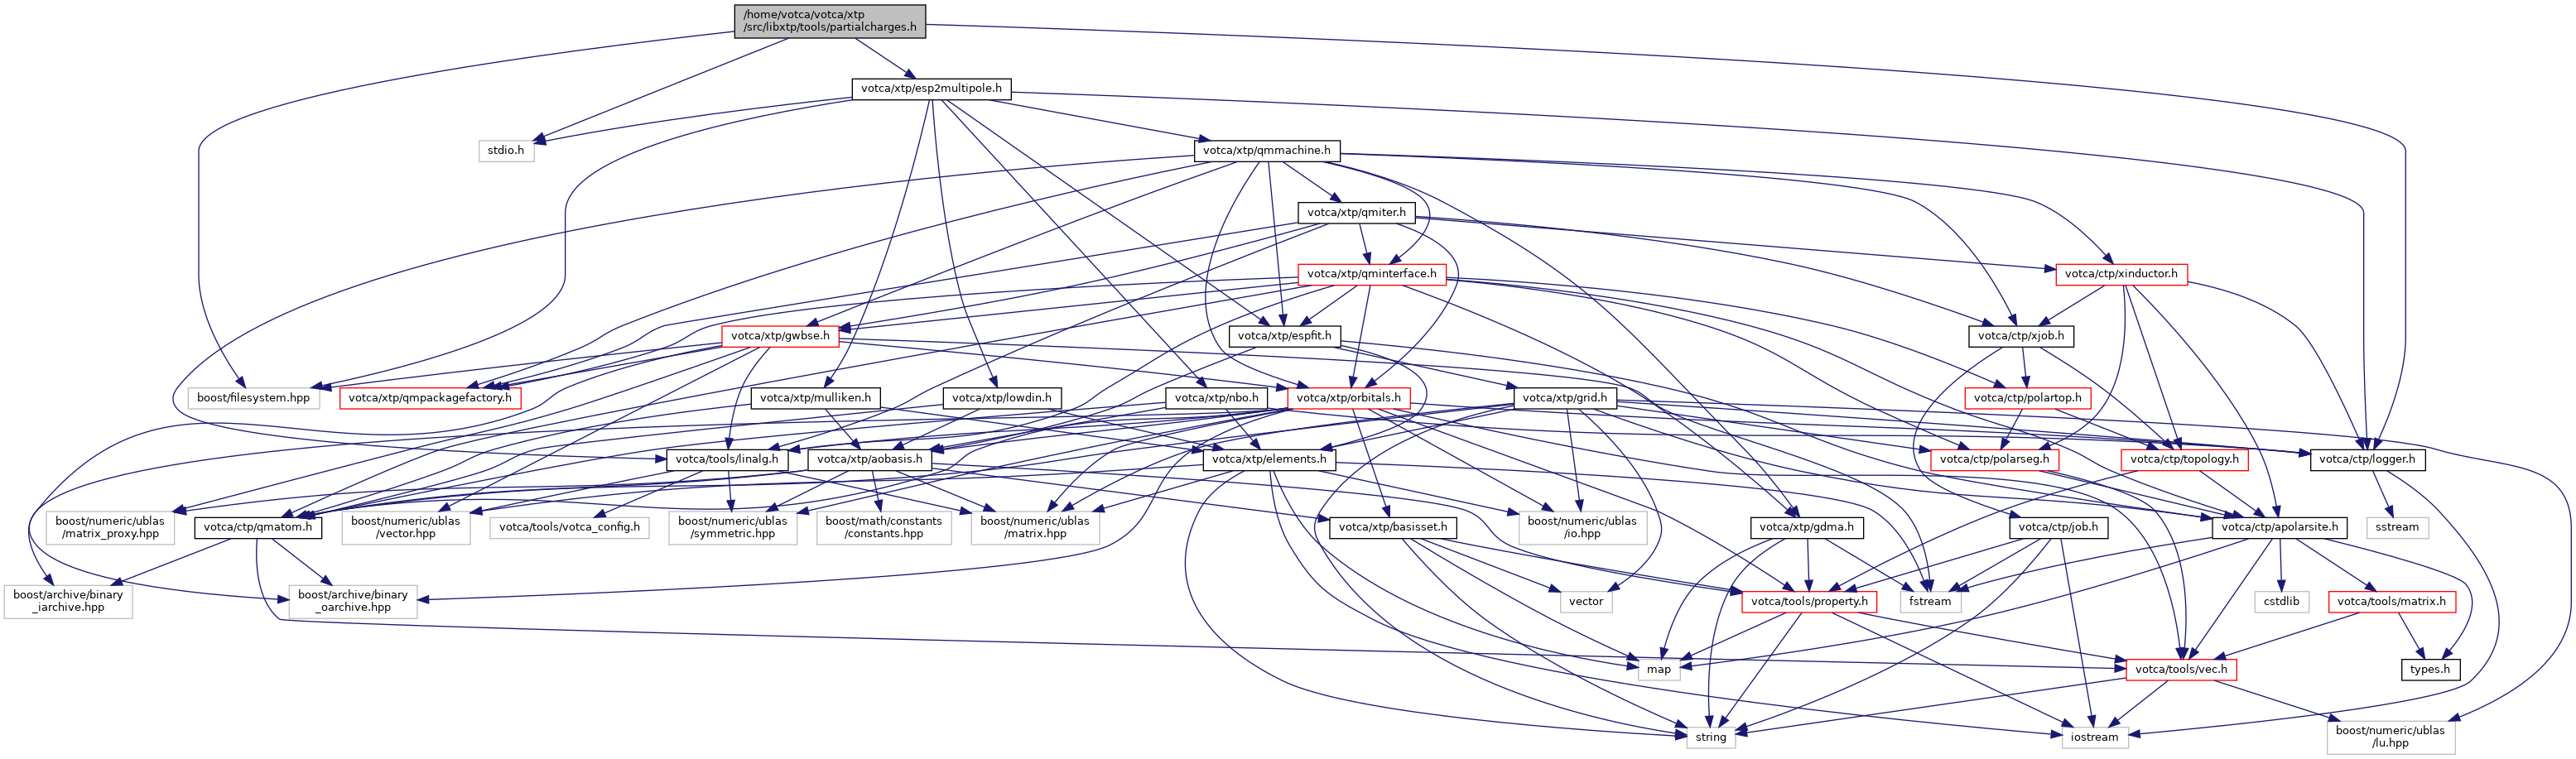 /home/votca/votca/xtp
/src/libxtp/tools/partialcharges.h
votca/xtp/esp2multipole.h
stdio.h
votca/xtp/qmmachine.h
votca/xtp/qmiter.h
votca/xtp/qminterface.h
votca/ctp/xinductor.h
votca/xtp/gwbse.h
votca/xtp/espfit.h
votca/ctp/xjob.h
boost/filesystem.hpp
votca/xtp/qmpackagefactory.h
votca/xtp/mulliken.h
votca/xtp/lowdin.h
votca/xtp/nbo.h
votca/xtp/orbitals.h
votca/xtp/grid.h
votca/ctp/polartop.h
votca/tools/linalg.h
votca/xtp/aobasis.h
votca/xtp/elements.h
votca/ctp/polarseg.h
votca/ctp/topology.h
votca/ctp/logger.h
boost/numeric/ublas
/matrix_proxy.hpp
votca/ctp/qmatom.h
boost/numeric/ublas
/vector.hpp
votca/tools/votca_config.h
boost/numeric/ublas
/symmetric.hpp
boost/math/constants
/constants.hpp
boost/numeric/ublas
/matrix.hpp
votca/xtp/basisset.h
boost/numeric/ublas
/io.hpp
votca/xtp/gdma.h
votca/ctp/job.h
votca/ctp/apolarsite.h
sstream
boost/archive/binary
_iarchive.hpp
boost/archive/binary
_oarchive.hpp
vector
votca/tools/property.h
fstream
cstdlib
votca/tools/matrix.h
map
votca/tools/vec.h
types.h
string
iostream
boost/numeric/ublas
/lu.hpp